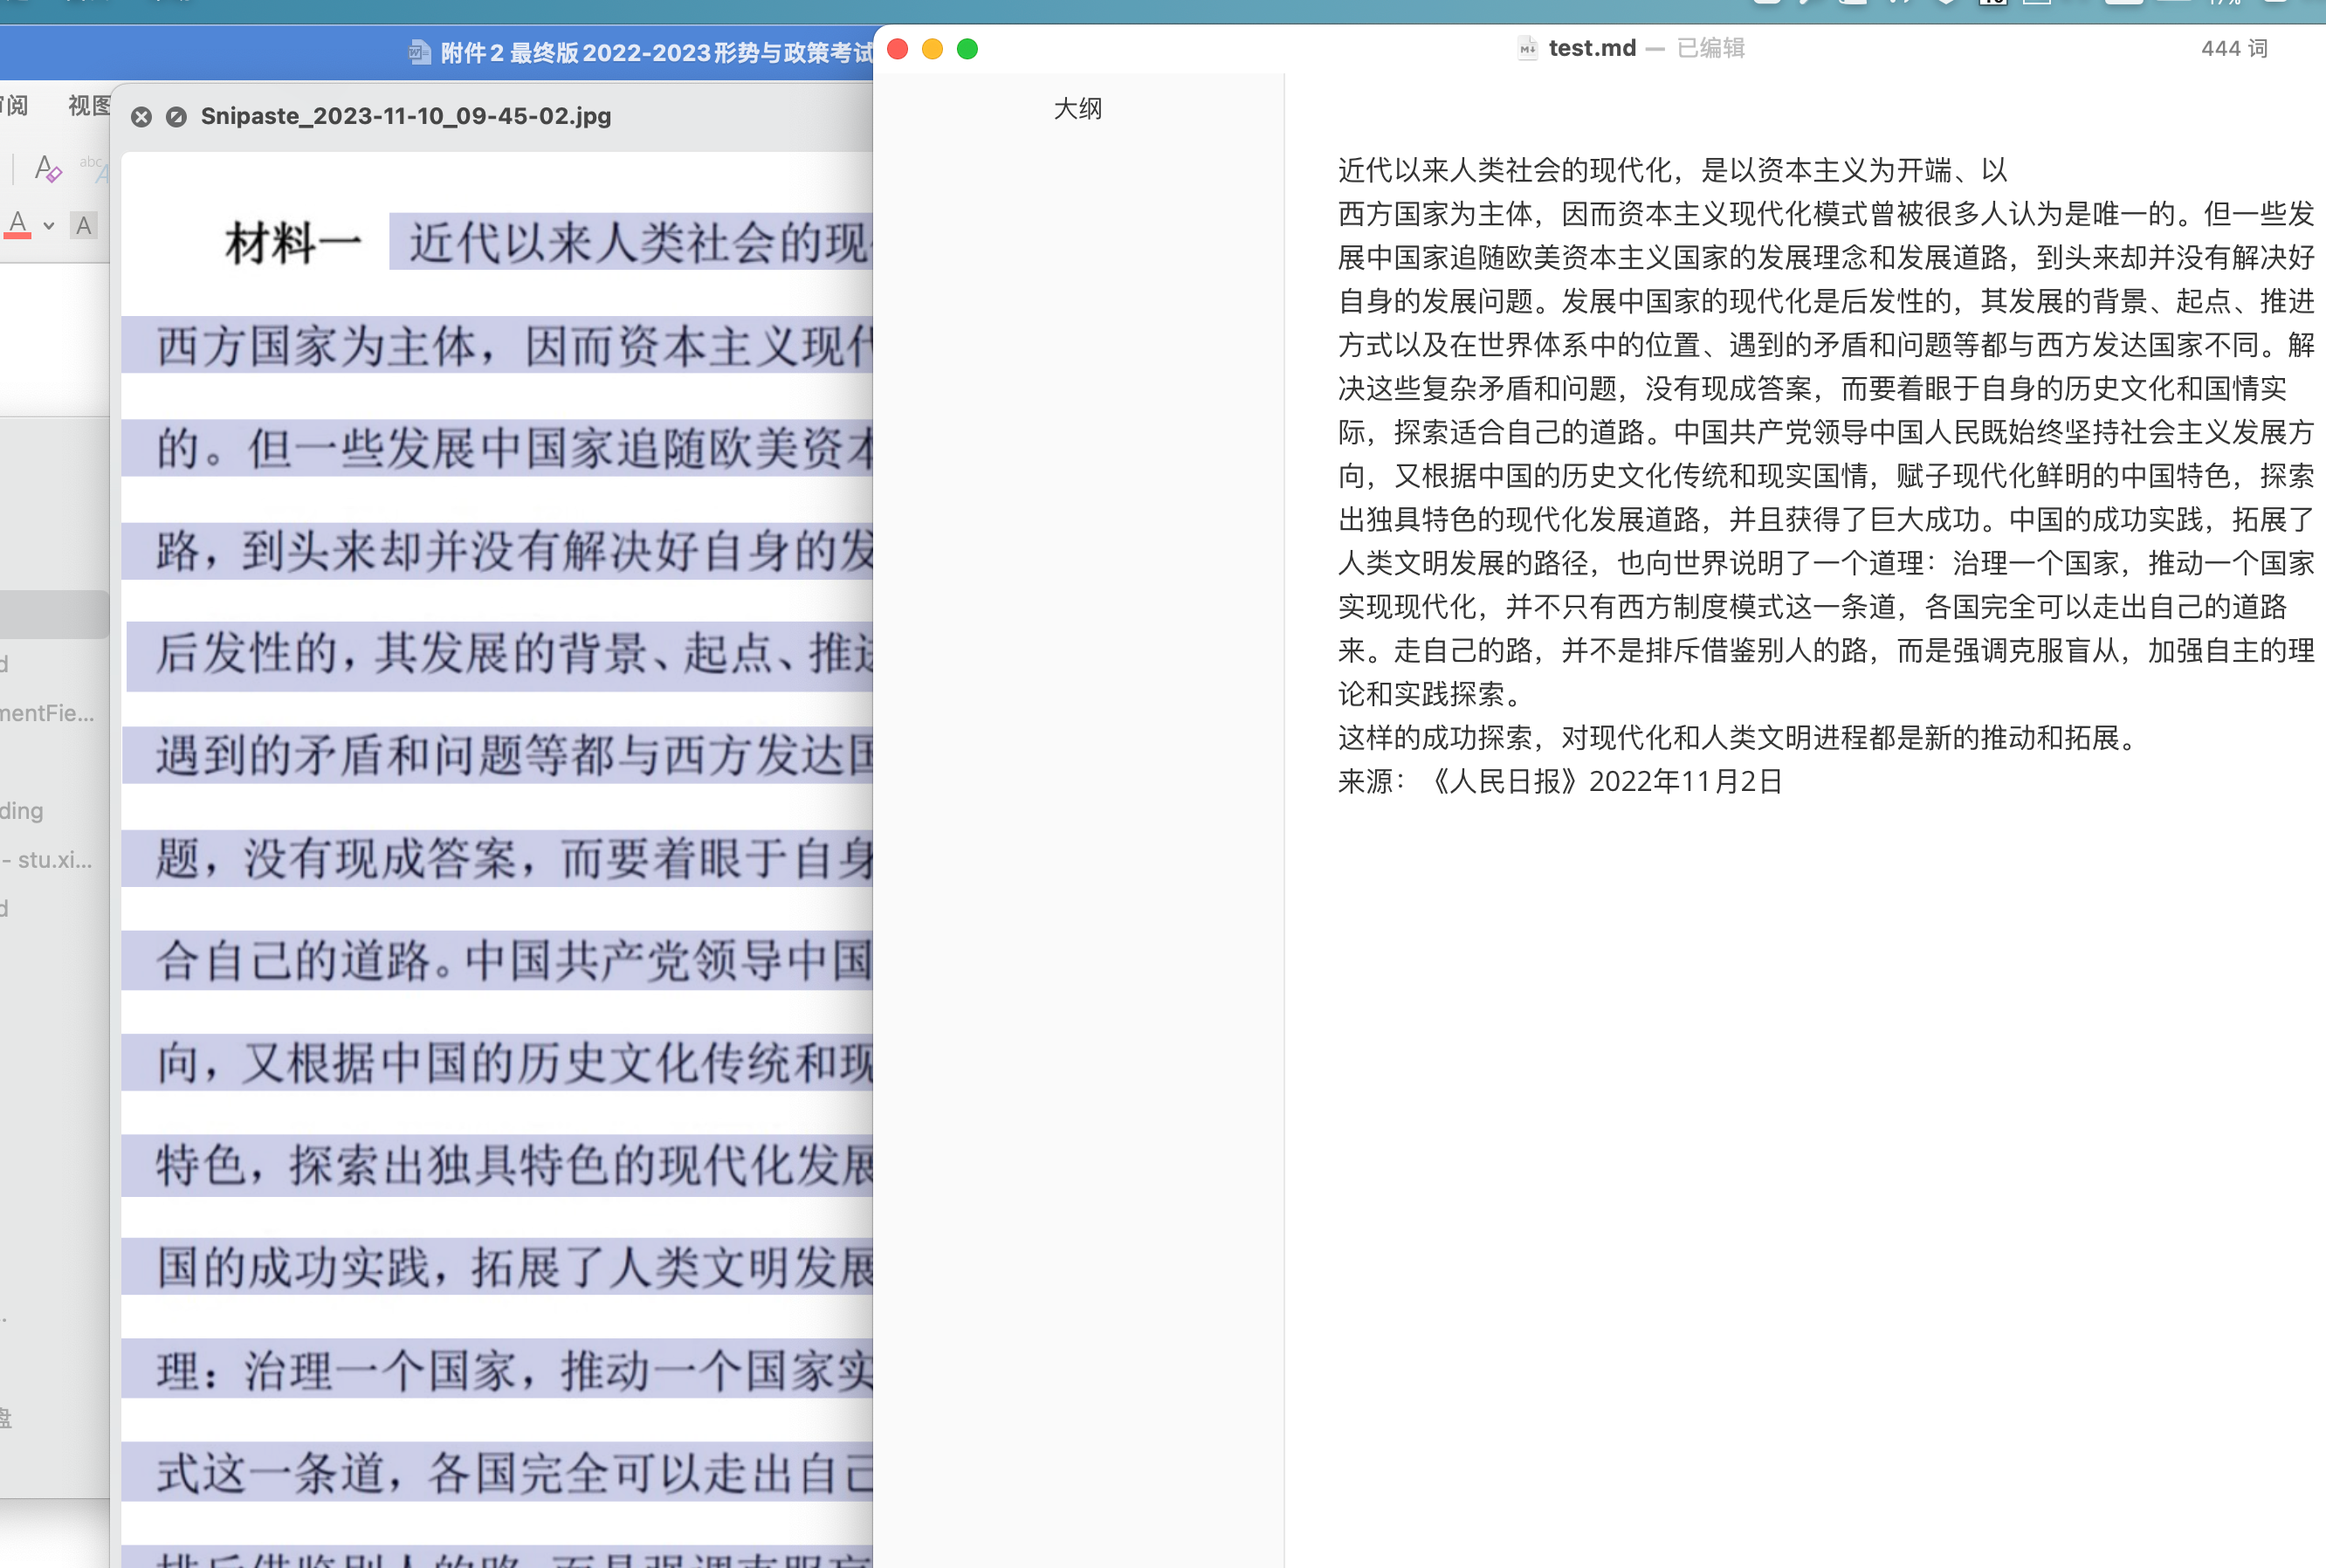 附件2 最终版2022-2023形势与政策考试
审阅
视图
Snipaste_2023-11-10_09-45-02.jpg
材料一 近代以来人类社会的现
西方国家为主体，因而资本主义现代
的。但一些发展中国家追随欧美资本
路，到头来却并没有解决好自身的发
后发性的，其发展的背景、起点、推进
遇到的矛盾和问题等都与西方发达国
题，没有现成答案，而要着眼于自身
合自己的道路。中国共产党领导中国
向，又根据中国的历史文化传统和现
特色，探索出独具特色的现代化发展
国的成功实践，拓展了人类文明发展
理：治理一个国家，推动一个国家实
式这一条道，各国完全可以走出自己
mentFie...
ding
- stu.xi...
盘
test.md — 已编辑
444 词
大纲
近代以来人类社会的现代化，是以资本主义为开端、以
西方国家为主体，因而资本主义现代化模式曾被很多人认为是唯一的。但一些发
展中国家追随欧美资本主义国家的发展理念和发展道路，到头来却并没有解决好
自身的发展问题。发展中国家的现代化是后发性的，其发展的背景、起点、推进
方式以及在世界体系中的位置、遇到的矛盾和问题等都与西方发达国家不同。解
决这些复杂矛盾和问题，没有现成答案，而要着眼于自身的历史文化和国情实
际，探索适合自己的道路。中国共产党领导中国人民既始终坚持社会主义发展方
向，又根据中国的历史文化传统和现实国情，赋子现代化鲜明的中国特色，探索
出独具特色的现代化发展道路，并且获得了巨大成功。中国的成功实践，拓展了
人类文明发展的路径，也向世界说明了一个道理：治理一个国家，推动一个国家
实现现代化，并不只有西方制度模式这一条道，各国完全可以走出自己的道路
来。走自己的路，并不是排斥借鉴别人的路，而是强调克服盲从，加强自主的理
论和实践探索。
这样的成功探索，对现代化和人类文明进程都是新的推动和拓展。
来源：《人民日报》2022年11月2日